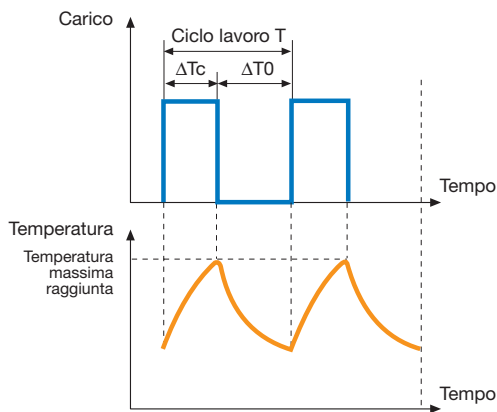 Carico
Ciclo lavoro T
ΔTc
ΔT0
Tempo
Temperatura
Temperatura
massima
raggiunta
Tempo